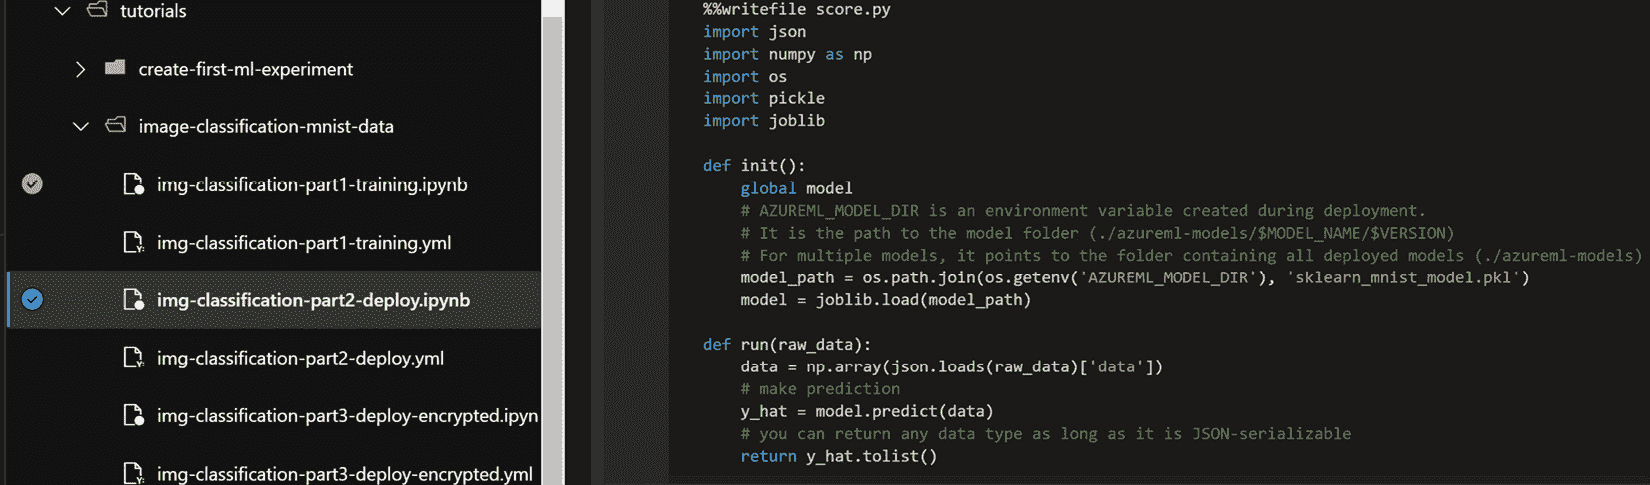 tutorials
create-first-ml-experiment
image-classification-mnist-data
img-classification-part1-training.ipynb
img-classification-part1-training.yml
img-classification-part2-deploy.ipynb
img-classification-part2-deploy.yml
img-classification-part3-deploy-encrypted.ipyn
img-classification-part3-deploy-encrypted.yml
%%writefile score.py
import json
import numpy as np
import os
import pickle
import joblib
def init():
    global model
    # AZUREML_MODEL_DIR is an environment variable created during deployment.
    # It is the path to the model folder (./azureml-models/$MODEL_NAME/$VERSION)
    # For multiple models, it points to the folder containing all deployed models (./azureml-models)
    model_path = os.path.join(os.getenv('AZUREML_MODEL_DIR'), 'sklearn_mnist_model.pkl')
    model = joblib.load(model_path)
def run(raw_data):
    data = np.array(json.loads(raw_data)['data'])
    # make prediction
    y_hat = model.predict(data)
    # you can return any data type as long as it is JSON-serializable
    return y_hat.tolist()